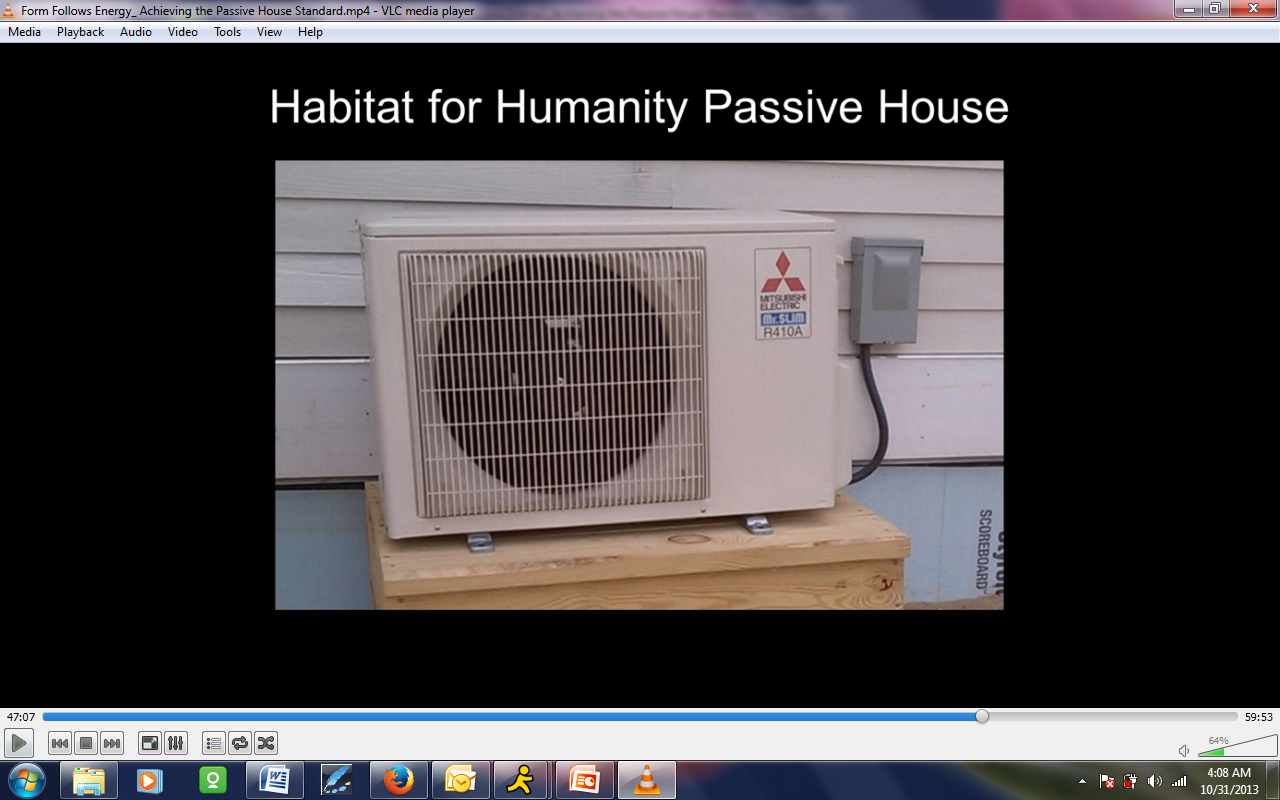 Form Follows Energy_ Achieving the Passive House Standard.mp4 - VLC media player
Media Playback Audio Video Tools View Help
Habitat for Humanity Passive House
MITSUBISHI
ELECTRIC
Mr.SLIM
R410A
SCOREBOARD
47:07
59:53
64%
4:08 AM
10/31/2013